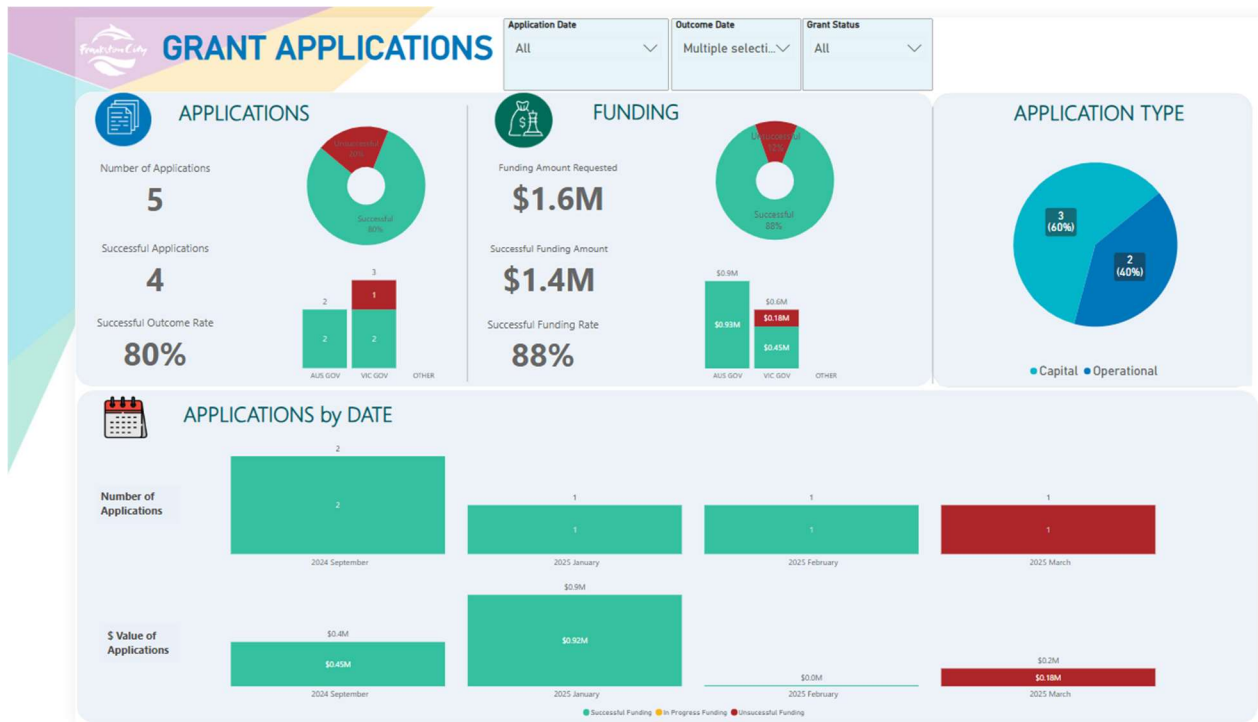 Frankston City
GRANT APPLICATIONS
Application Date
All
Outcome Date
Multiple selecti...
Grant Status
All
APPLICATIONS
Number of Applications
5
Successful Applications
4
Successful Outcome Rate
80%
Unsuccessful
20%
Successful
80%
2
2
3
1
2
AUS GOV
VIC GOV
OTHER
FUNDING
Funding Amount Requested
$1.6M
Successful Funding Amount
$1.4M
Successful Funding Rate
88%
Unsuccessful
12%
Successful
88%
$0.9M
$0.93M
$0.6M
$0.18M
$0.45M
AUS GOV
VIC GOV
OTHER
APPLICATION TYPE
3
(60%)
2
(40%)
Capital
Operational
APPLICATIONS by DATE
Number of
Applications
2
2
1
1
1
1
1
1
2024 September
2025 January
2025 February
2025 March
$ Value of
Applications
$0.4M
$0.45M
$0.9M
$0.92M
$0.0M
$0.2M
$0.18M
2024 September
2025 January
2025 February
2025 March
Successful Funding
In Progress Funding
Unsucessful Funding